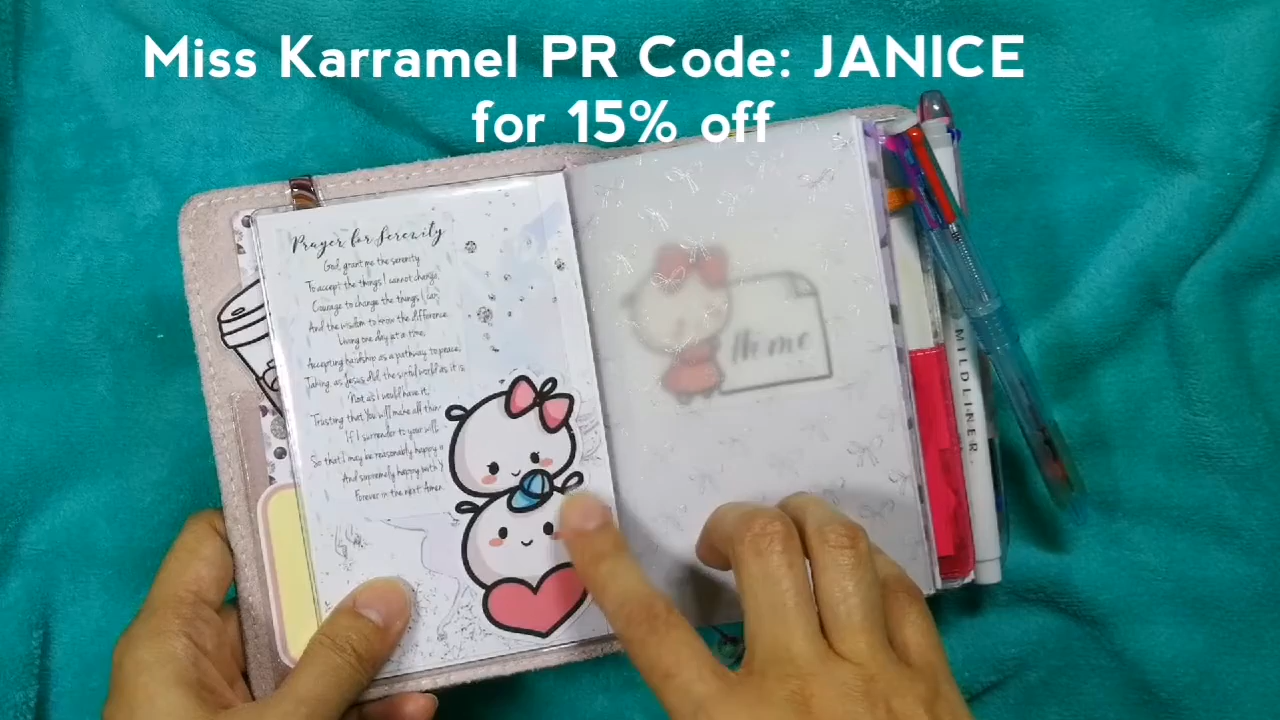 Miss Karramel PR Code: JANICE
for 15% off
Prayer for Serenity
God, grant me the serenity
To accept the things I cannot change,
Courage to change the things I can,
And the wisdom to know the difference.
Living one day at a time,
Accepting hardship as a pathway to peace,
Taking, as Jesus did, the sinful world as it is,
Not as I would have it,
Trusting that You will make all
If I surrender to your will,
So that I may be reasonably happy
And supremely happy with
Forever in the next. Amen.
Home
MILDLINER.